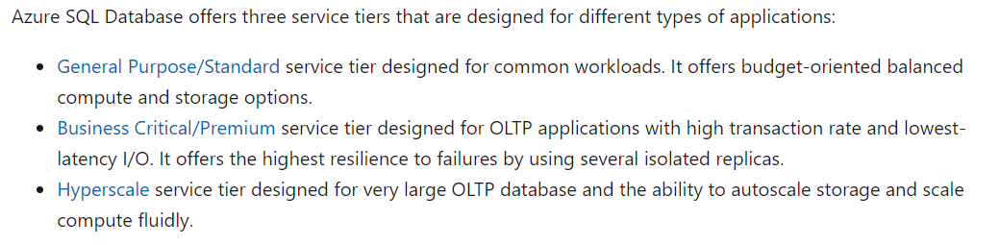 Azure SQL Database offers three service tiers that are designed for different types of applications:
• General Purpose/Standard service tier designed for common workloads. It offers budget-oriented balanced
compute and storage options.
• Business Critical/Premium service tier designed for OLTP applications with high transaction rate and lowest-
latency I/O. It offers the highest resilience to failures by using several isolated replicas.
• Hyperscale service tier designed for very large OLTP database and the ability to autoscale storage and scale
compute fluidly.